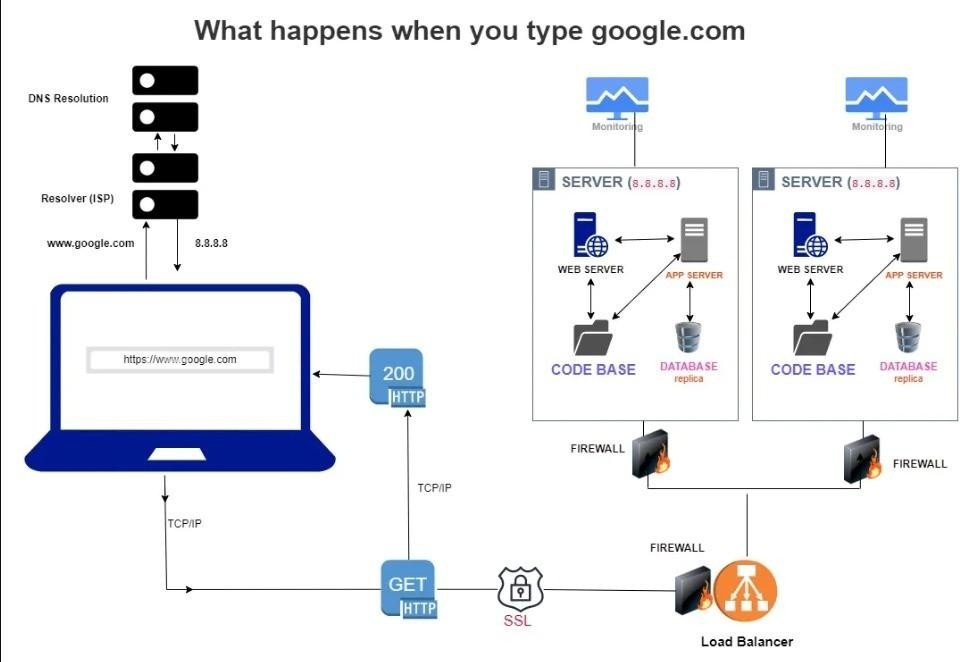 What happens when you type google.com
DNS Resolution
Resolver (ISP)
www.google.com
8.8.8.8
https://www.google.com
200
HTTP
TCP/IP
TCP/IP
GET
HTTP
SSL
Monitoring
SERVER (8.8.8.8)
WEB SERVER
APP SERVER
CODE BASE
DATABASE
replica
FIREWALL
Monitoring
SERVER (8.8.8.8)
WEB SERVER
APP SERVER
CODE BASE
DATABASE
replica
FIREWALL
FIREWALL
Load Balancer